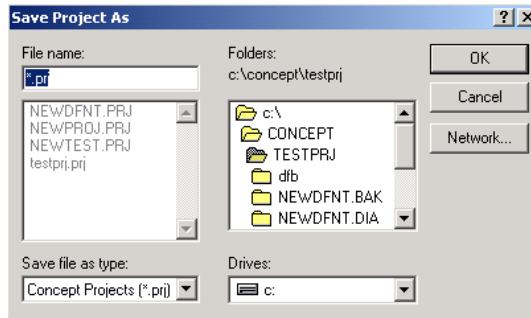 Save Project As
File name:
*.prj
NEWDFNT.PRJ
NEWPROJ.PRJ
NEWTEST.PRJ
testprj.prj
Save file as type:
Concept Projects (*.prj)
Folders:
c:\concept\testprj
c:\
CONCEPT
TESTPRJ
dfb
NEWDFNT.BAK
NEWDFNT.DIA
Drives:
c:
OK
Cancel
Network...